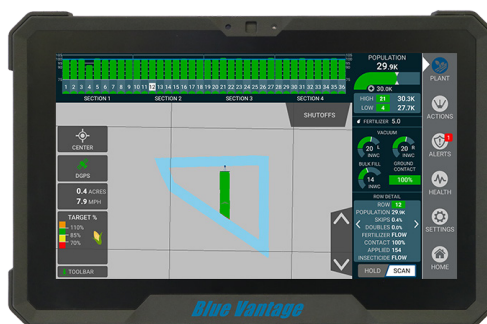 1 2 3 4 5 6 7 8 9 10 11 12 13 14 15 16 17 18 19 20 21 22 23 24 25 26 27 28 29 30 31 32 33 34 35 36
SECTION 1 SECTION 2 SECTION 3 SECTION 4
SHUTOFFS
CENTER
DGPS
0.4 ACRES
7.9 MPH
TARGET %
110%
85%
70%
TOOLBAR
POPULATION
29.9K
30.0K
HIGH 21 30.3K
LOW 4 27.7K
FERTILIZER 5.0
VACUUM
20 L
INWC
20 R
INWC
BULK FILL
14
INWC
GROUND
CONTACT
100%
ROW DETAIL
ROW 12
POPULATION 29.9K
SKIPS 0.4%
DOUBLES 0.0%
FERTILIZER FLOW
CONTACT 100%
APPLIED 154
INSECTICIDE FLOW
HOLD SCAN
PLANT
ACTIONS
1
ALERTS
HEALTH
SETTINGS
HOME
Blue Vantage